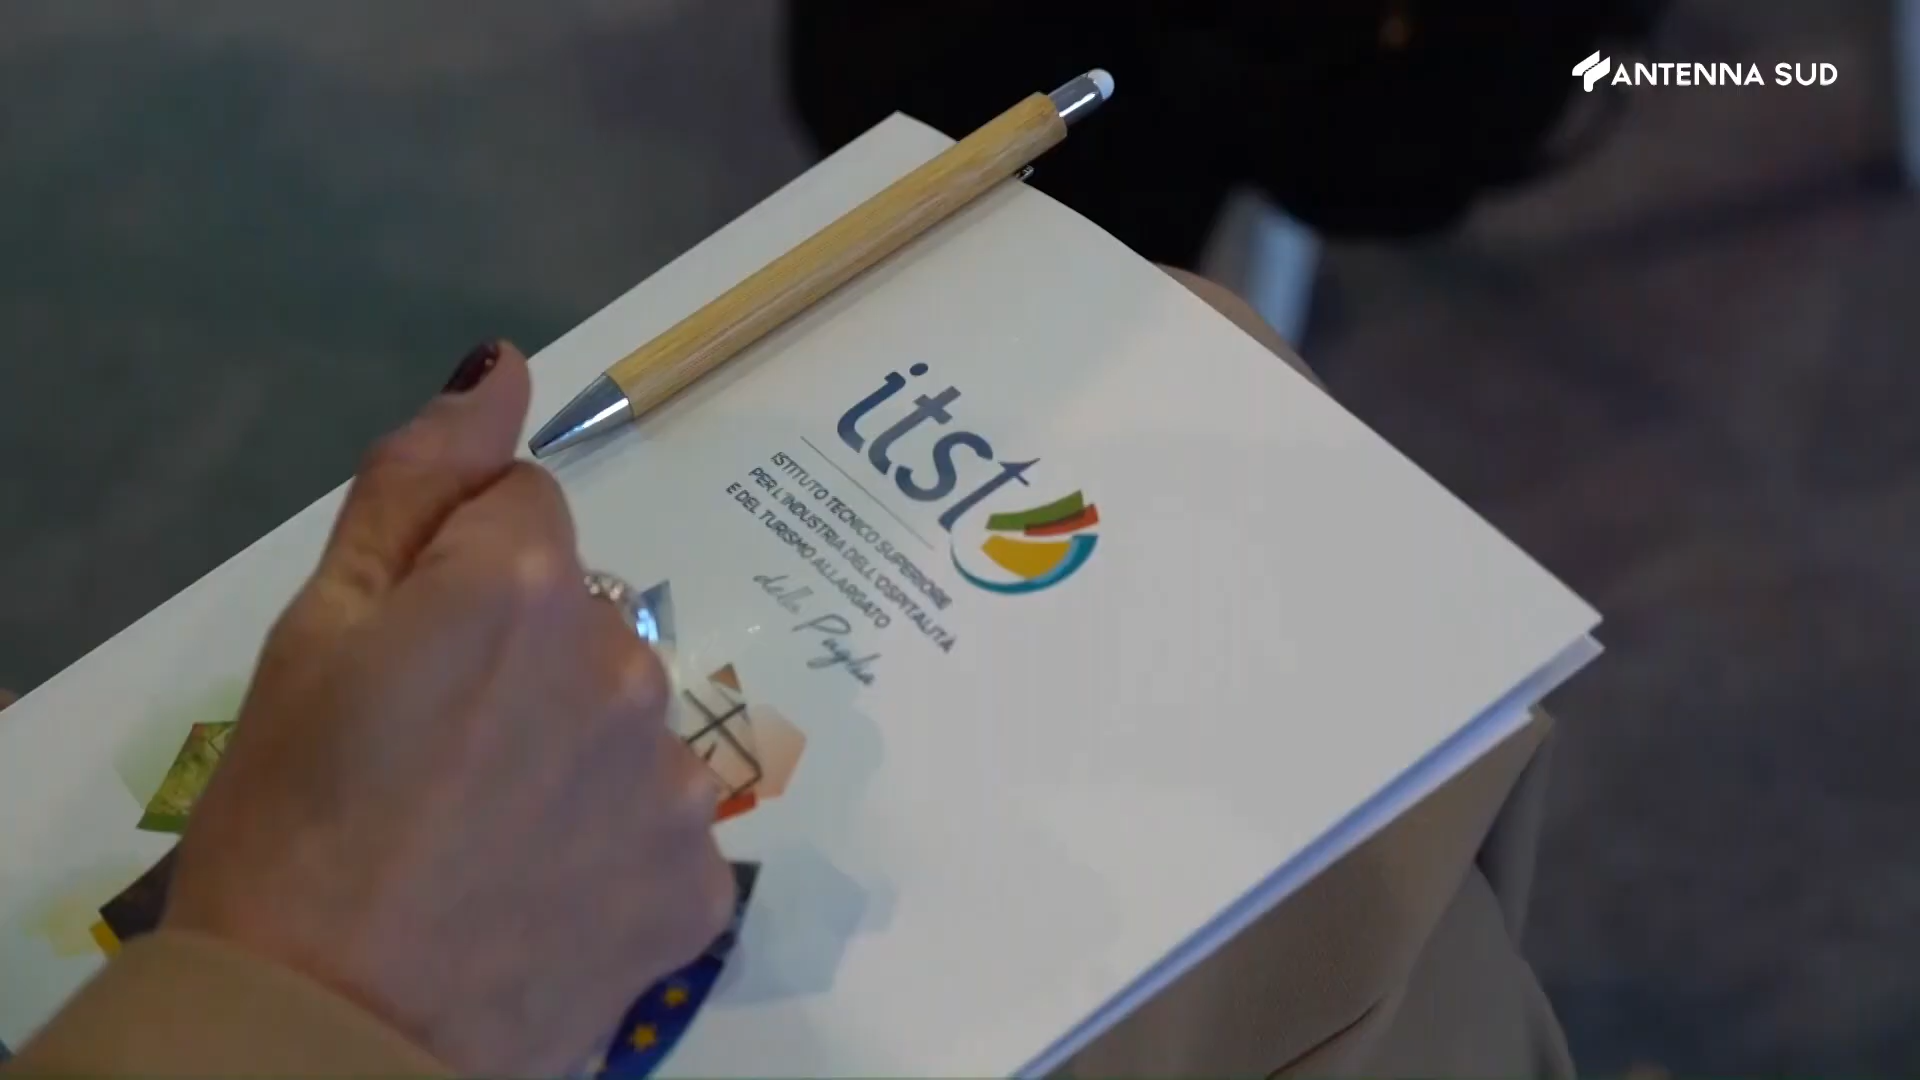 ANTENNA SUD
itst
ISTITUTO TECNICO SUPERIORE
PER L'INDUSTRIA DELL'OSPITALITÀ
E DEL TURISMO ALLARGATO
della Puglia